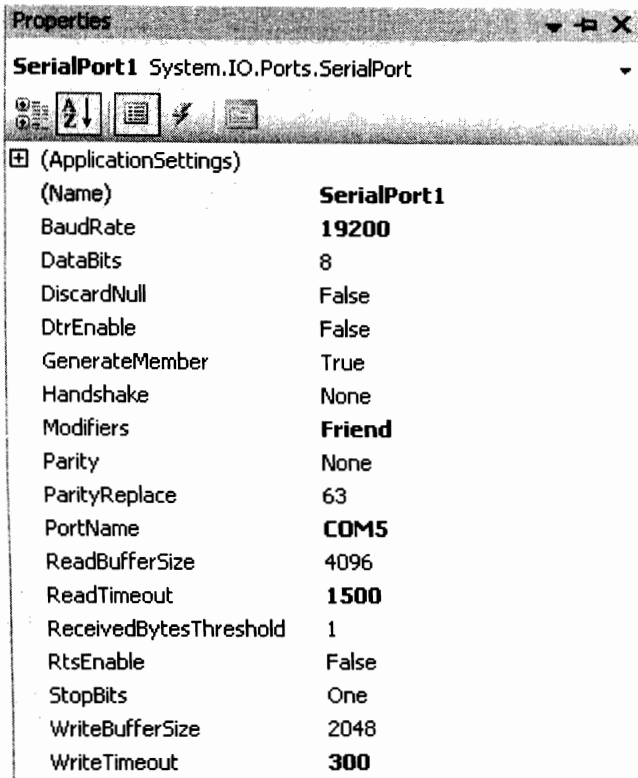 Properties
SerialPort1 System.IO.Ports.SerialPort
(ApplicationSettings)
(Name) SerialPort1
BaudRate 19200
DataBits 8
DiscardNull False
DtrEnable False
GenerateMember True
Handshake None
Modifiers Friend
Parity None
ParityReplace 63
PortName COM5
ReadBufferSize 4096
ReadTimeout 1500
ReceivedBytesThreshold 1
RtsEnable False
StopBits One
WriteBufferSize 2048
WriteTimeout 300